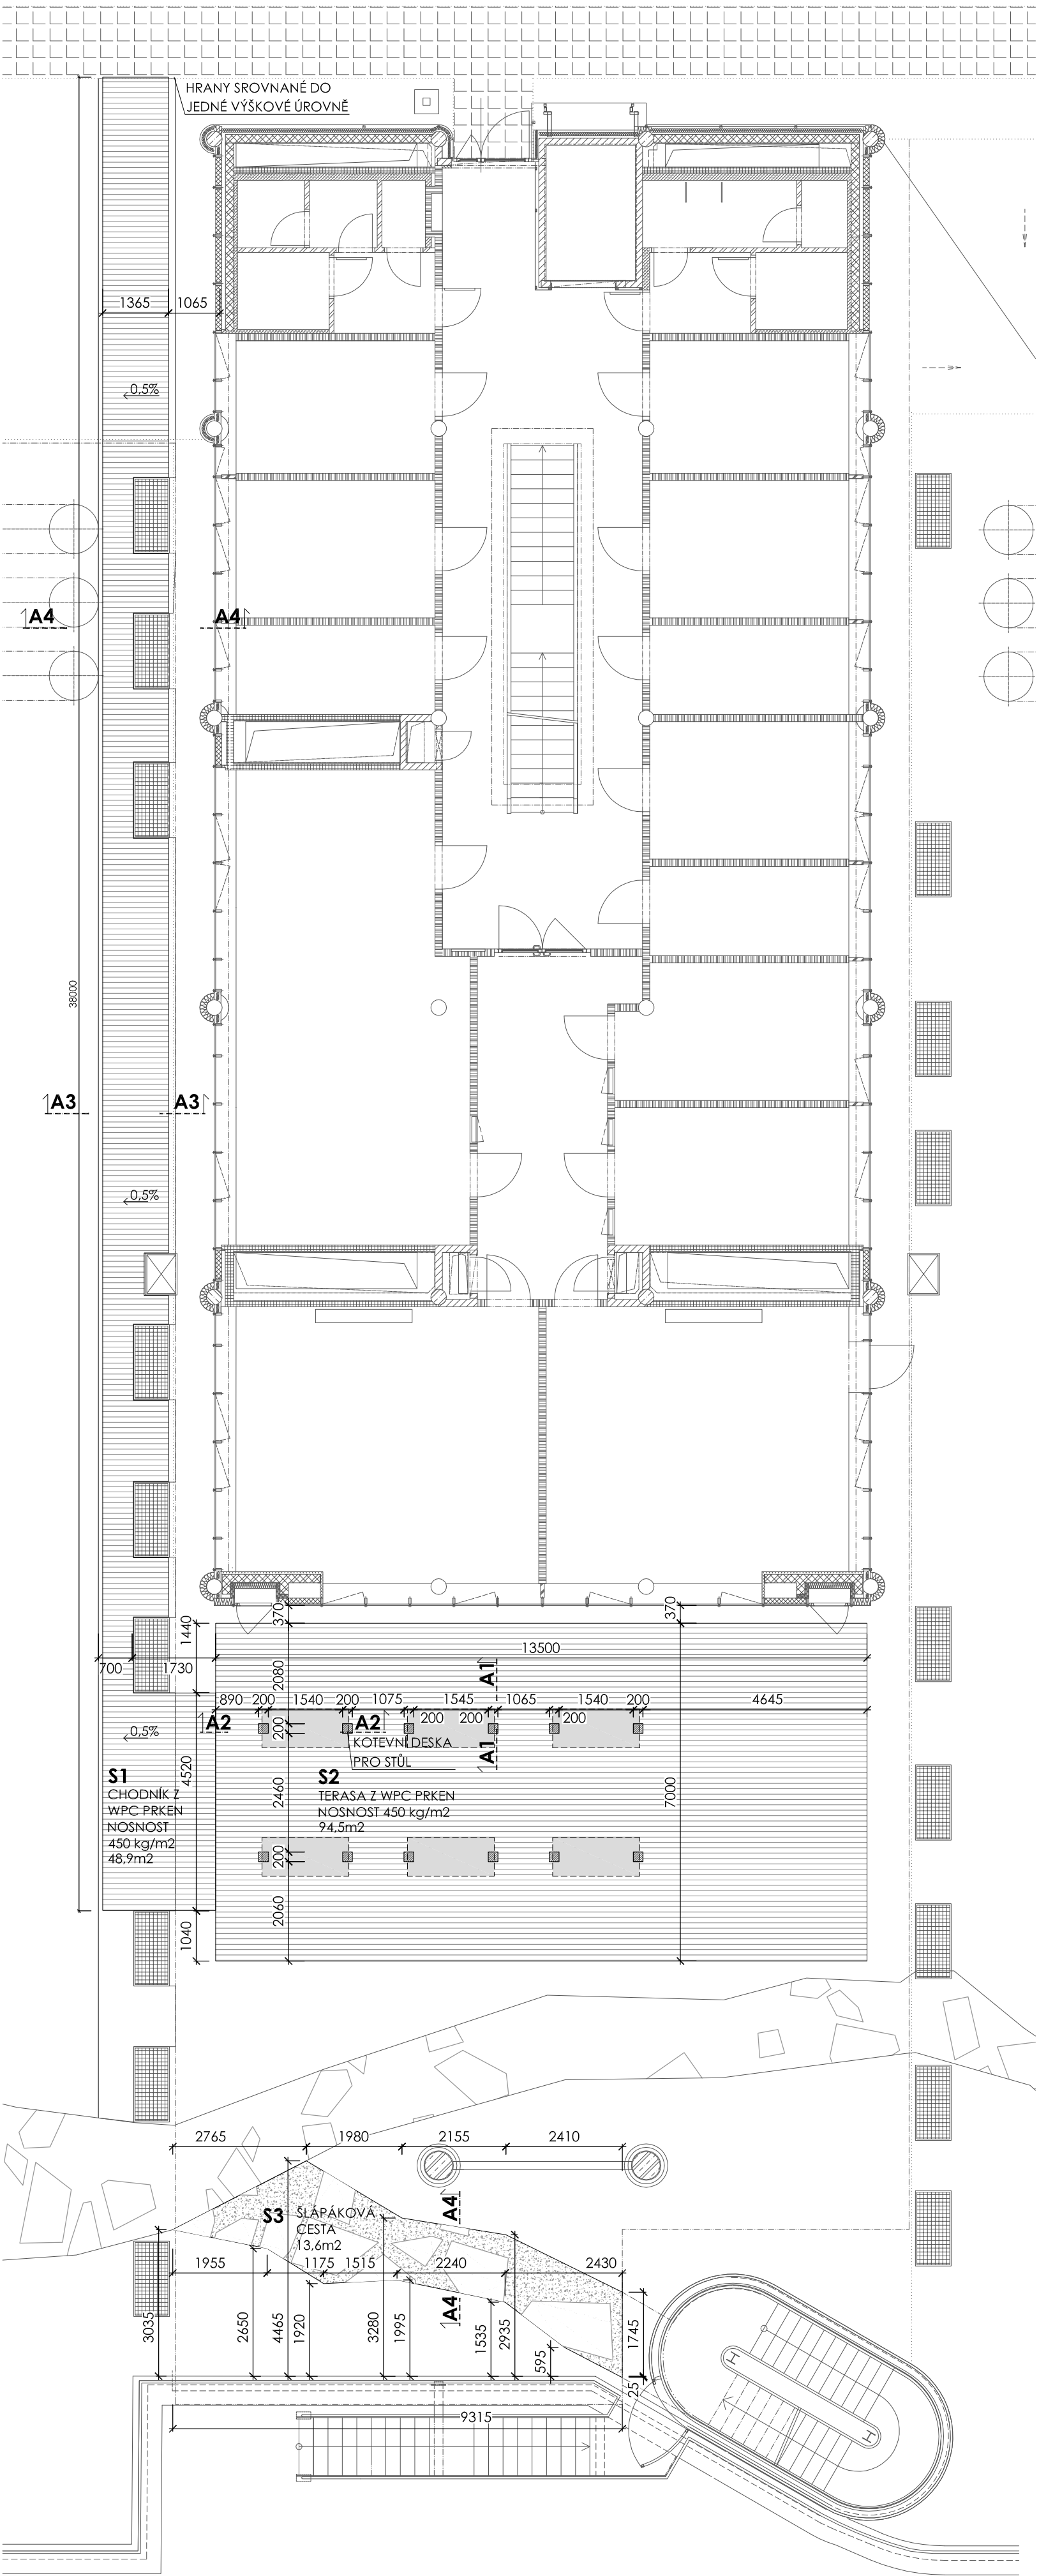 HRANY SROVNANÉ DO
JEDNÉ VÝŠKOVÉ ÚROVNĚ
1365
1065
0,5%
A4
A4
38000
A3
A3
0,5%
370
370
1440
13500
700
1730
2080
A1
890
200
1540
200
1075
1545
1065
1540
200
4645
200
200
200
A2
A2
200
0,5%
KOTEVNÍ DESKA
PRO STŮL
A1
4520
S1
CHODNÍK Z
WPC PRKEN
NOSNOST
450 kg/m2
48,9m2
2460
S2
TERASA Z WPC PRKEN
NOSNOST 450 kg/m2
94,5m2
7000
200
2060
1040
2765
1980
2155
2410
S3
ŠLAPÁKOVÁ
CESTA
13,6m2
A4
1955
1175
1515
2240
2430
3035
2650
4465
1920
3280
1995
A4
1535
2935
595
1745
25
9315